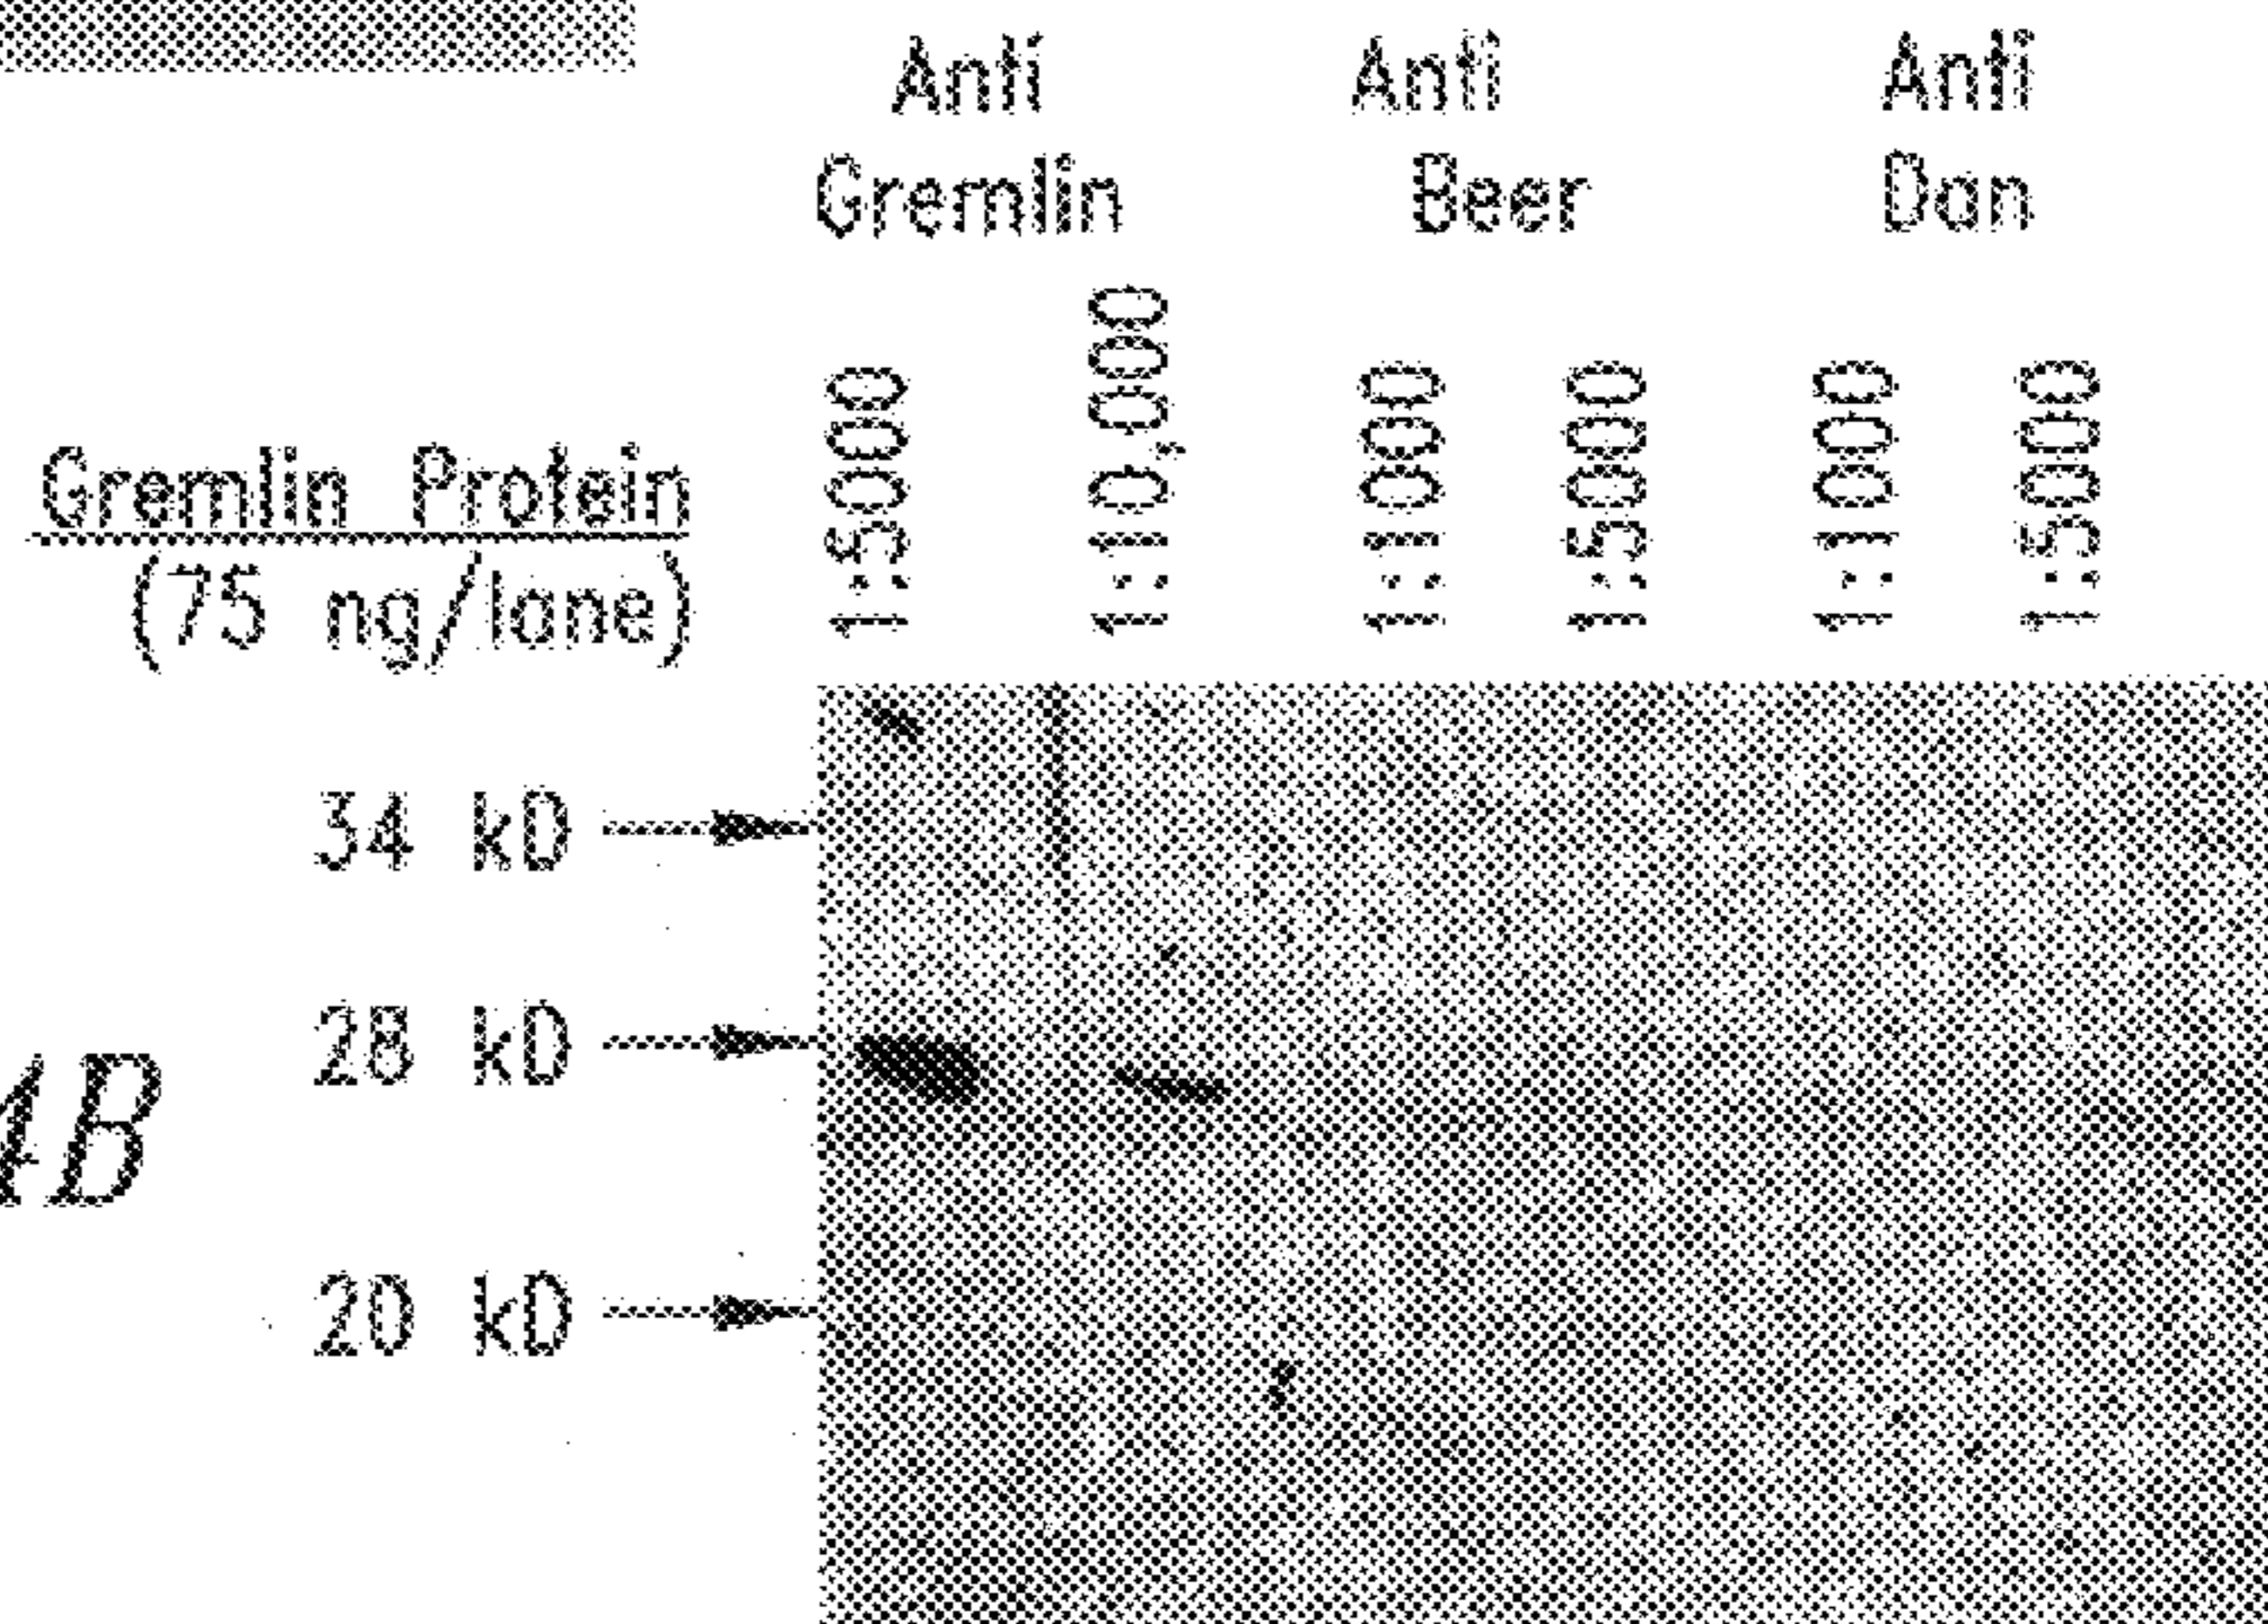 Anti Anti Anti
Gremlin Beer Dan
Gremlin Protein
(75 ng/lane)
1:5000 1:10,000 1:1000 1:5000 1:1000 1:5000
34 kD
28 kD
4B
20 kD